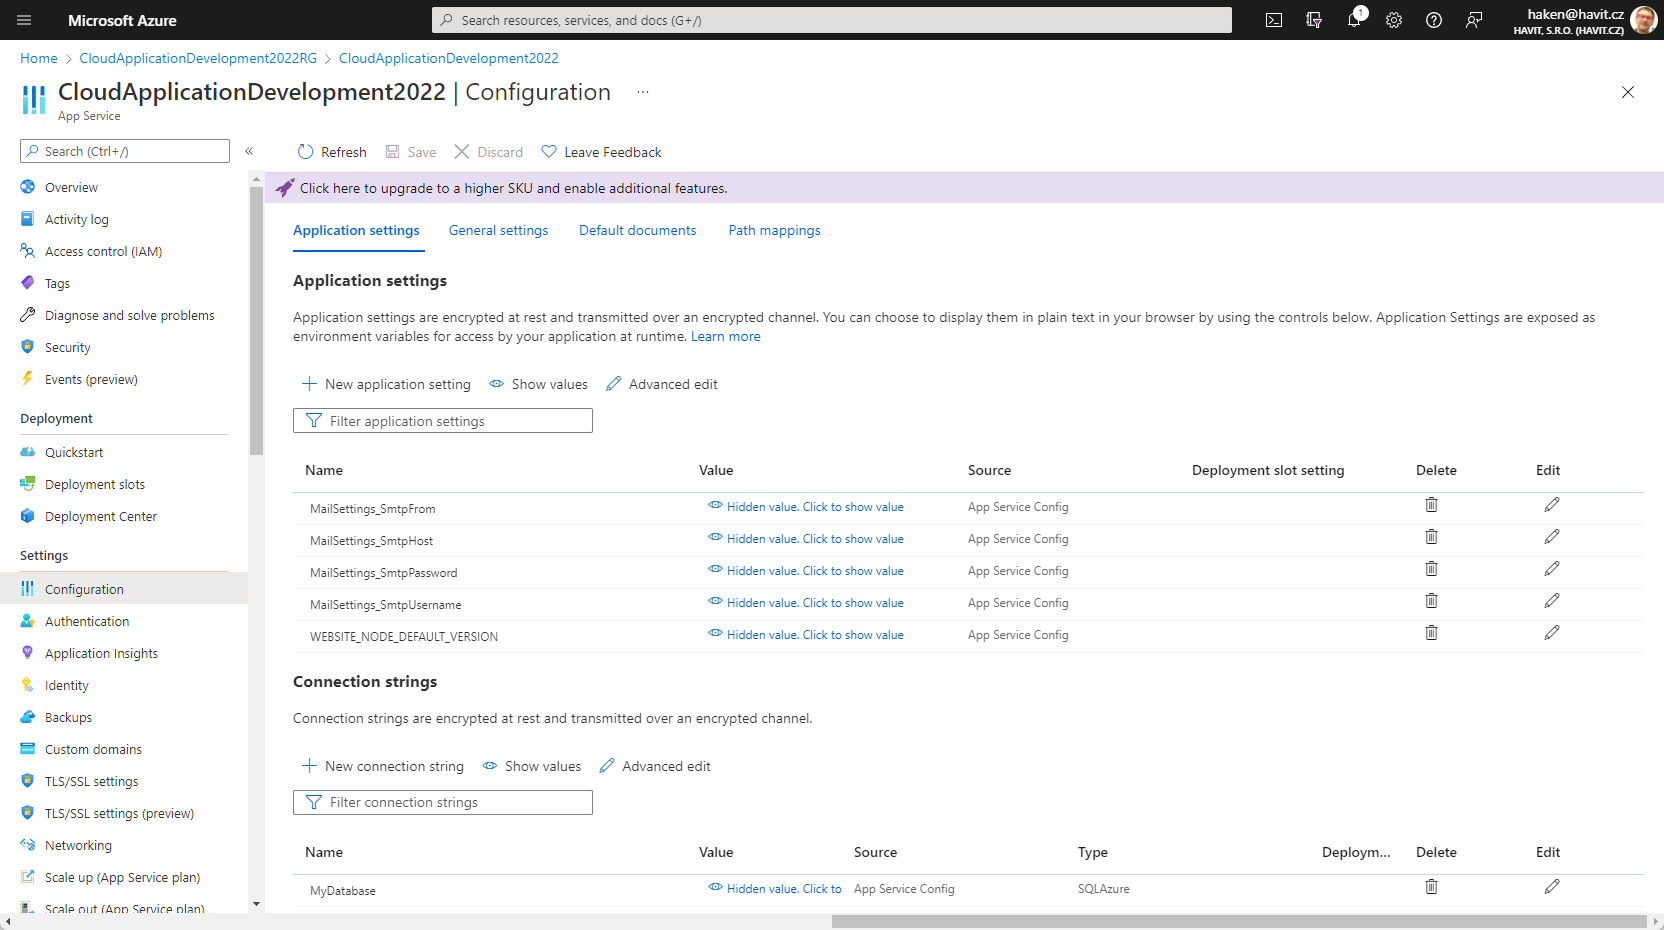 Microsoft Azure
Search resources, services, and docs (G+/)
1
haken@havit.cz
HAVIT, S.R.O. (HAVIT.CZ)
Home > CloudApplicationDevelopment2022RG > CloudApplicationDevelopment2022
CloudApplicationDevelopment2022 | Configuration ...
App Service
Search (Ctrl+/)
«
Refresh
Save
Discard
Leave Feedback
Overview
Activity log
Access control (IAM)
Tags
Diagnose and solve problems
Security
Events (preview)
Deployment
Quickstart
Deployment slots
Deployment Center
Settings
Configuration
Authentication
Application Insights
Identity
Backups
Custom domains
TLS/SSL settings
TLS/SSL settings (preview)
Networking
Scale up (App Service plan)
Scale out (App Service plan)
Click here to upgrade to a higher SKU and enable additional features.
Application settings
General settings
Default documents
Path mappings
Application settings
Application settings are encrypted at rest and transmitted over an encrypted channel. You can choose to display them in plain text in your browser by using the controls below. Application Settings are exposed as
environment variables for access by your application at runtime. Learn more
New application setting
Show values
Advanced edit
Filter application settings
Name Value Source Deployment slot setting Delete Edit
MailSettings_SmtpFrom Hidden value. Click to show value App Service Config
MailSettings_SmtpHost Hidden value. Click to show value App Service Config
MailSettings_SmtpPassword Hidden value. Click to show value App Service Config
MailSettings_SmtpUsername Hidden value. Click to show value App Service Config
WEBSITE_NODE_DEFAULT_VERSION Hidden value. Click to show value App Service Config
Connection strings
Connection strings are encrypted at rest and transmitted over an encrypted channel.
New connection string
Show values
Advanced edit
Filter connection strings
Name Value Source Type Deploym... Delete Edit
MyDatabase Hidden value. Click to App Service Config SQLAzure